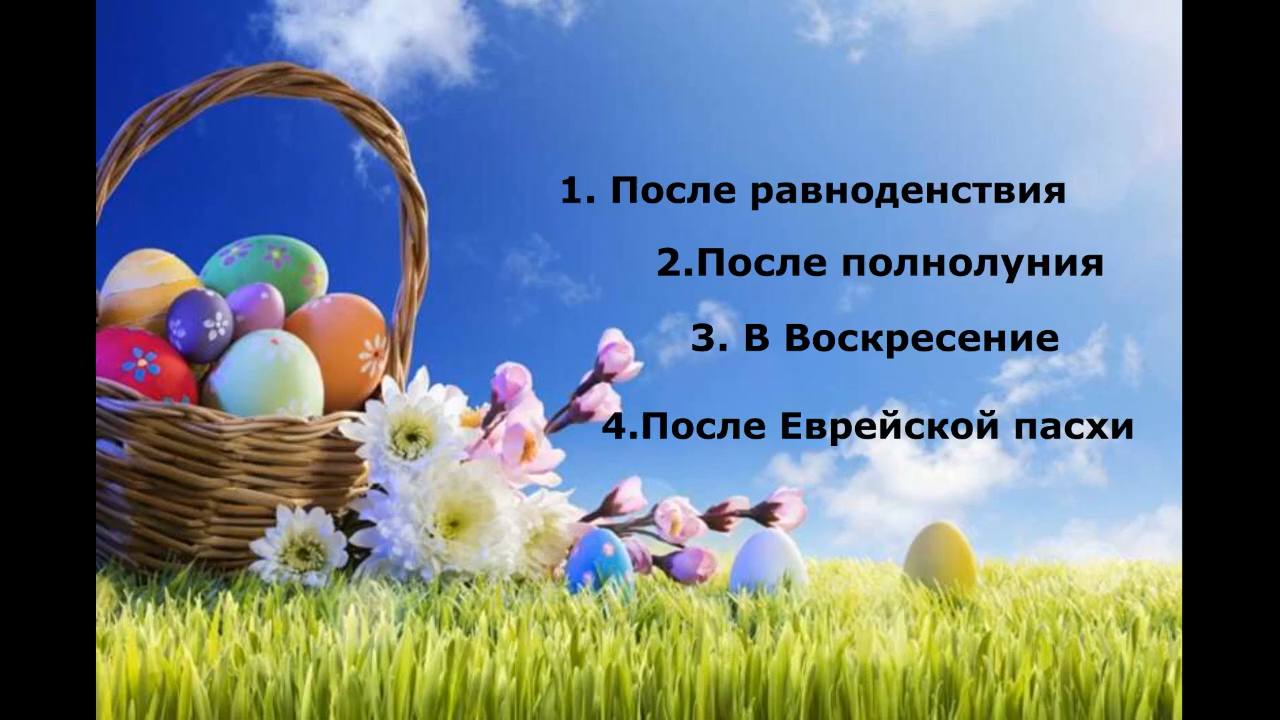 1. После равноденствия
2.После полнолуния
3. В Воскресение
4.После Еврейской пасхи